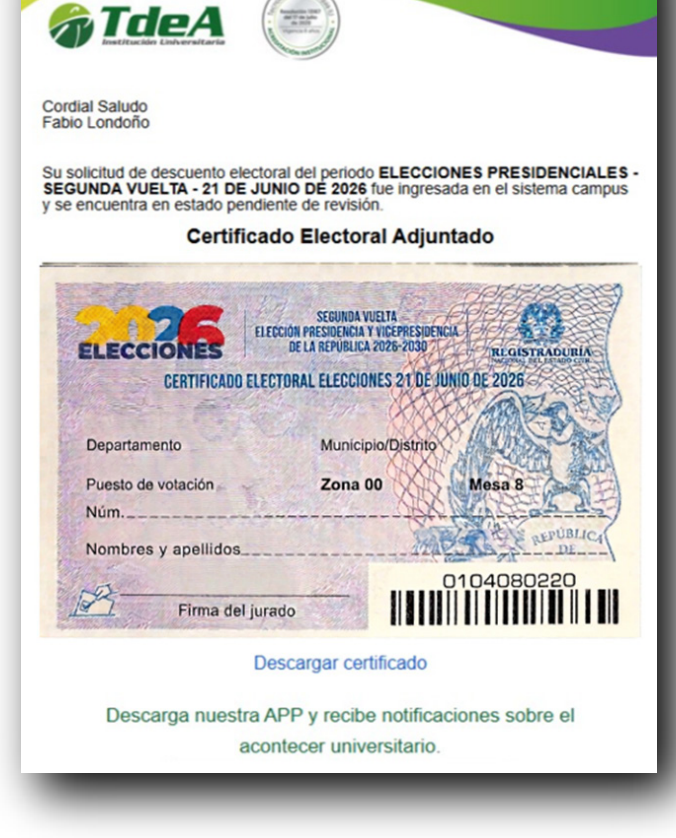 TdeA
Institución Universitaria
Cordial Saludo
Fabio Londoño
Su solicitud de descuento electoral del periodo ELECCIONES PRESIDENCIALES -
SEGUNDA VUELTA - 21 DE JUNIO DE 2026 fue ingresada en el sistema campus
y se encuentra en estado pendiente de revisión.
Certificado Electoral Adjuntado
2026
ELECCIONES
SEGUNDA VUELTA
ELECCIÓN PRESIDENCIA Y VICEPRESIDENCIA
DE LA REPÚBLICA 2026-2030
REGISTRADURÍA
NACIONAL DEL ESTADO CIVIL
CERTIFICADO ELECTORAL ELECCIONES 21 DE JUNIO DE 2026
Departamento Municipio/Distrito
Puesto de votación Zona 00 Mesa 8
Núm.
Nombres y apellidos
REPÚBLICA
DE
0104080220
Firma del jurado
Descargar certificado
Descarga nuestra APP y recibe notificaciones sobre el
acontecer universitario.